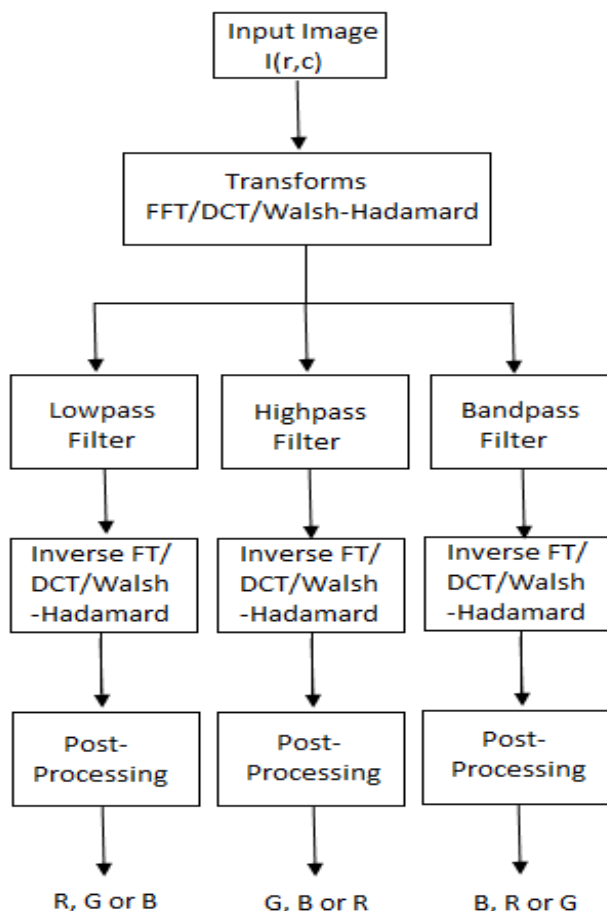 Input Image
I(r,c)
Transforms
FFT/DCT/Walsh-Hadamard
Lowpass
Filter
Highpass
Filter
Bandpass
Filter
Inverse FT/
DCT/Walsh
-Hadamard
Inverse FT/
DCT/Walsh
-Hadamard
Inverse FT/
DCT/Walsh
-Hadamard
Post-
Processing
Post-
Processing
Post-
Processing
R, G or B
G, B or R
B, R or G